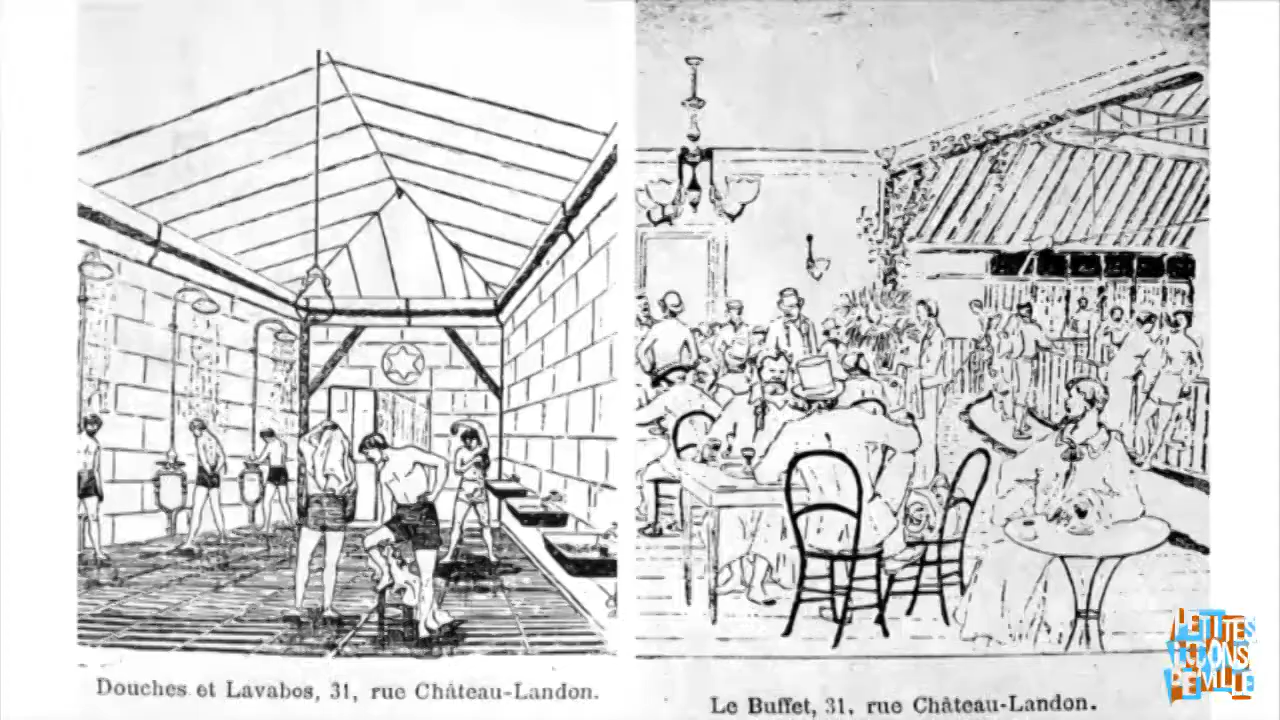 Douches et Lavabos, 31, rue Château-Landon.
Le Buffet, 31, rue Château-Landon.
PETITES
LEÇONS
DE VILLE